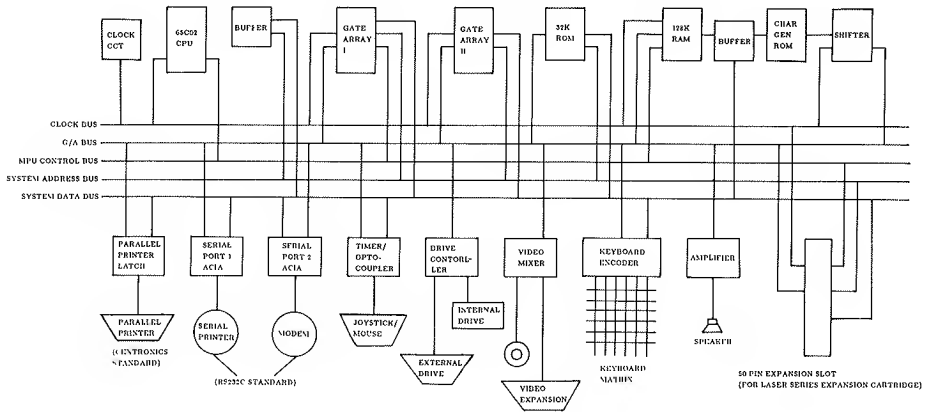 CLOCK
CCT
65C02
CPU
BUFFER
GATE
ARRAY
I
GATE
ARRAY
II
32K
ROM
128K
RAM
BUFFER
CHAR
GEN
ROM
SHIFTER
CLOCK BUS
G/A BUS
MPU CONTROL BUS
SYSTEM ADDRESS BUS
SYSTEM DATA BUS
PARALLEL
PRINTER
LATCH
SERIAL
PORT 1
ACIA
SERIAL
PORT 2
ACIA
TIMER/
OPTO-
COUPLER
DRIVE
CONTORL-
LER
VIDEO
MIXER
KEYBOARD
ENCODER
AMPLIFIER
PARALLEL
PRINTER
(CENTRONICS
STANDARD)
SERIAL
PRINTER
MODEM
(RS232C STANDARD)
JOYSTICK/
MOUSE
INTERNAL
DRIVE
EXTERNAL
DRIVE
VIDEO
EXPANSION
KEYBOARD
MATRIX
SPEAKER
50 PIN EXPANSION SLOT
(FOR LASER SERIES EXPANSION CARTRIDGE)